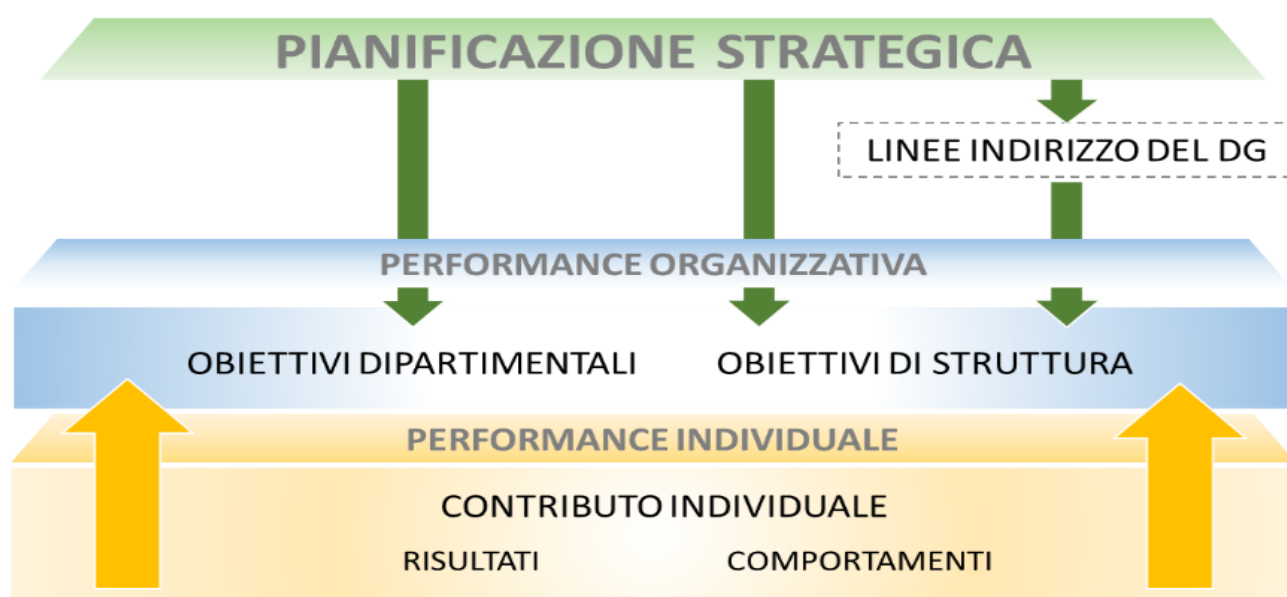 PIANIFICAZIONE STRATEGICA
LINEE INDIRIZZO DEL DG
PERFORMANCE ORGANIZZATIVA
OBIETTIVI DIPARTIMENTALI
OBIETTIVI DI STRUTTURA
PERFORMANCE INDIVIDUALE
CONTRIBUTO INDIVIDUALE
RISULTATI
COMPORTAMENTI